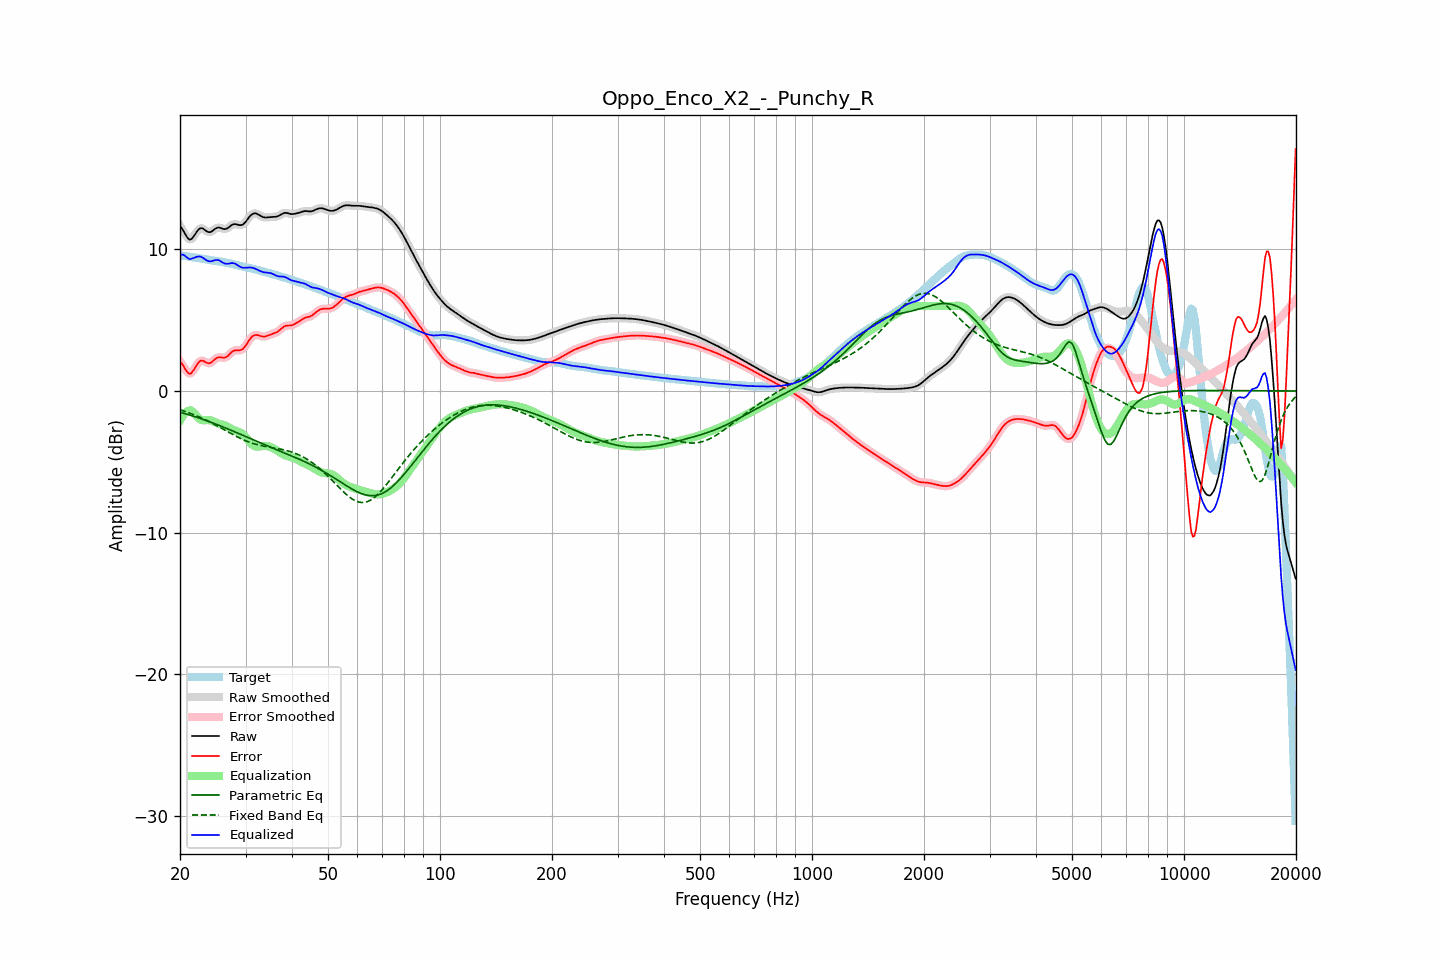 Oppo_Enco_X2_-_Punchy_R
Amplitude (dBr)
10
0
−10
−20
−30
Target
Raw Smoothed
Error Smoothed
Raw
Error
Equalization
Parametric Eq
Fixed Band Eq
Equalized
20 50 100 200 500 1000 2000 5000 10000 20000
Frequency (Hz)